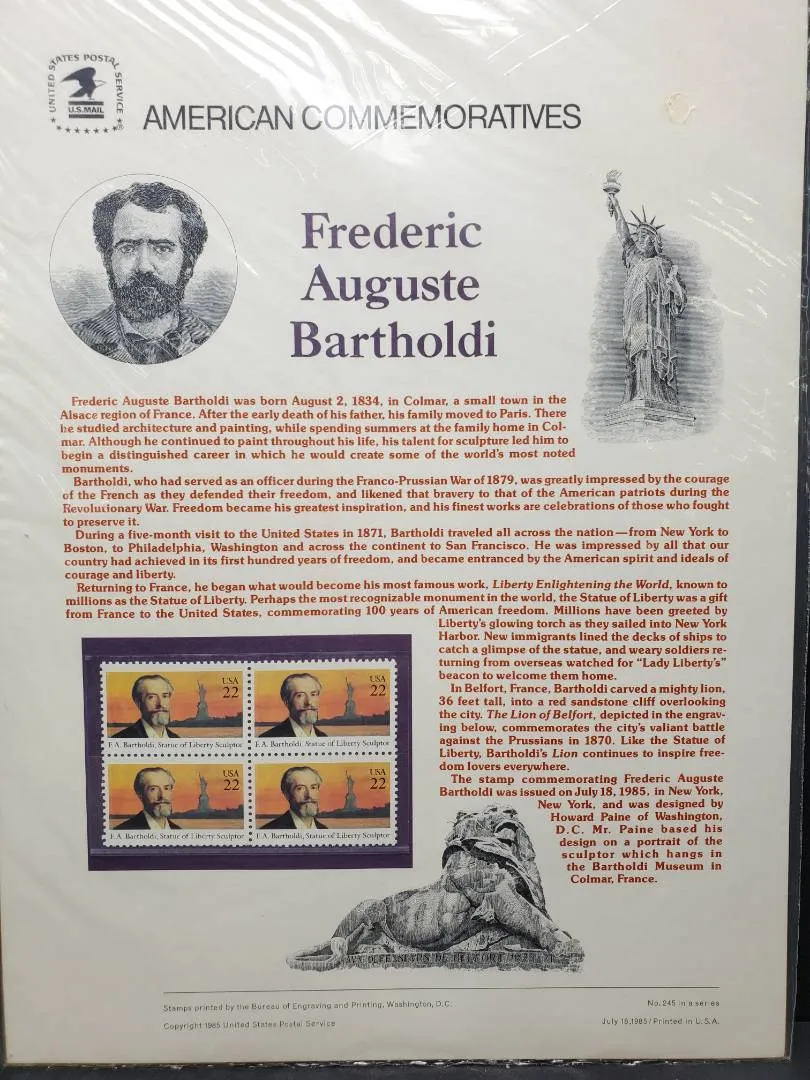 UNITED STATES POSTAL SERVICE
U.S.MAIL
AMERICAN COMMEMORATIVES
Frederic
Auguste
Bartholdi
Frederic Auguste Bartholdi was born August 2, 1834, in Colmar, a small town in the
Alsace region of France. After the early death of his father, his family moved to Paris. There
he studied architecture and painting, while spending summers at the family home in Col-
mar. Although he continued to paint throughout his life, his talent for sculpture led him to
begin a distinguished career in which he would create some of the world's most noted
monuments.
Bartholdi, who had served as an officer during the Franco-Prussian War of 1879, was greatly impressed by the courage
of the French as they defended their freedom, and likened that bravery to that of the American patriots during the
Revolutionary War. Freedom became his greatest inspiration, and his finest works are celebrations of those who fought
to preserve it.
During a five-month visit to the United States in 1871, Bartholdi traveled all across the nation—from New York to
Boston, to Philadelphia, Washington and across the continent to San Francisco. He was impressed by all that our
country had achieved in its first hundred years of freedom, and became entranced by the American spirit and ideals of
courage and liberty.
Returning to France, he began what would become his most famous work, Liberty Enlightening the World, known to
millions as the Statue of Liberty. Perhaps the most recognizable monument in the world, the Statue of Liberty was a gift
from France to the United States, commemorating 100 years of American freedom. Millions have been greeted by
Liberty's glowing torch as they sailed into New York
Harbor. New immigrants lined the decks of ships to
catch a glimpse of the statue, and weary soldiers re-
turning from overseas watched for "Lady Liberty's"
beacon to welcome them home.
In Belfort, France, Bartholdi carved a mighty lion,
36 feet tall, into a red sandstone cliff overlooking
the city. The Lion of Belfort, depicted in the engrav-
ing below, commemorates the city's valiant battle
against the Prussians in 1870. Like the Statue of
Liberty, Bartholdi's Lion continues to inspire free-
dom lovers everywhere.
The stamp commemorating Frederic Auguste
Bartholdi was issued on July 18, 1985, in New York,
New York, and was designed by
Howard Paine of Washington,
D.C. Mr. Paine based his
design on a portrait of the
sculptor which hangs in
the Bartholdi Museum in
Colmar, France.
USA
22
F.A. Bartholdi, Statue of Liberty Sculptor
USA
22
F.A. Bartholdi, Statue of Liberty Sculptor
USA
22
F.A. Bartholdi, Statue of Liberty Sculptor
USA
22
F.A. Bartholdi, Statue of Liberty Sculptor
DE BELFORT
Stamps printed by the Bureau of Engraving and Printing, Washington, D.C.
Copyright 1985 United States Postal Service
No. 245 in a series
July 18, 1985/Printed in U.S.A.